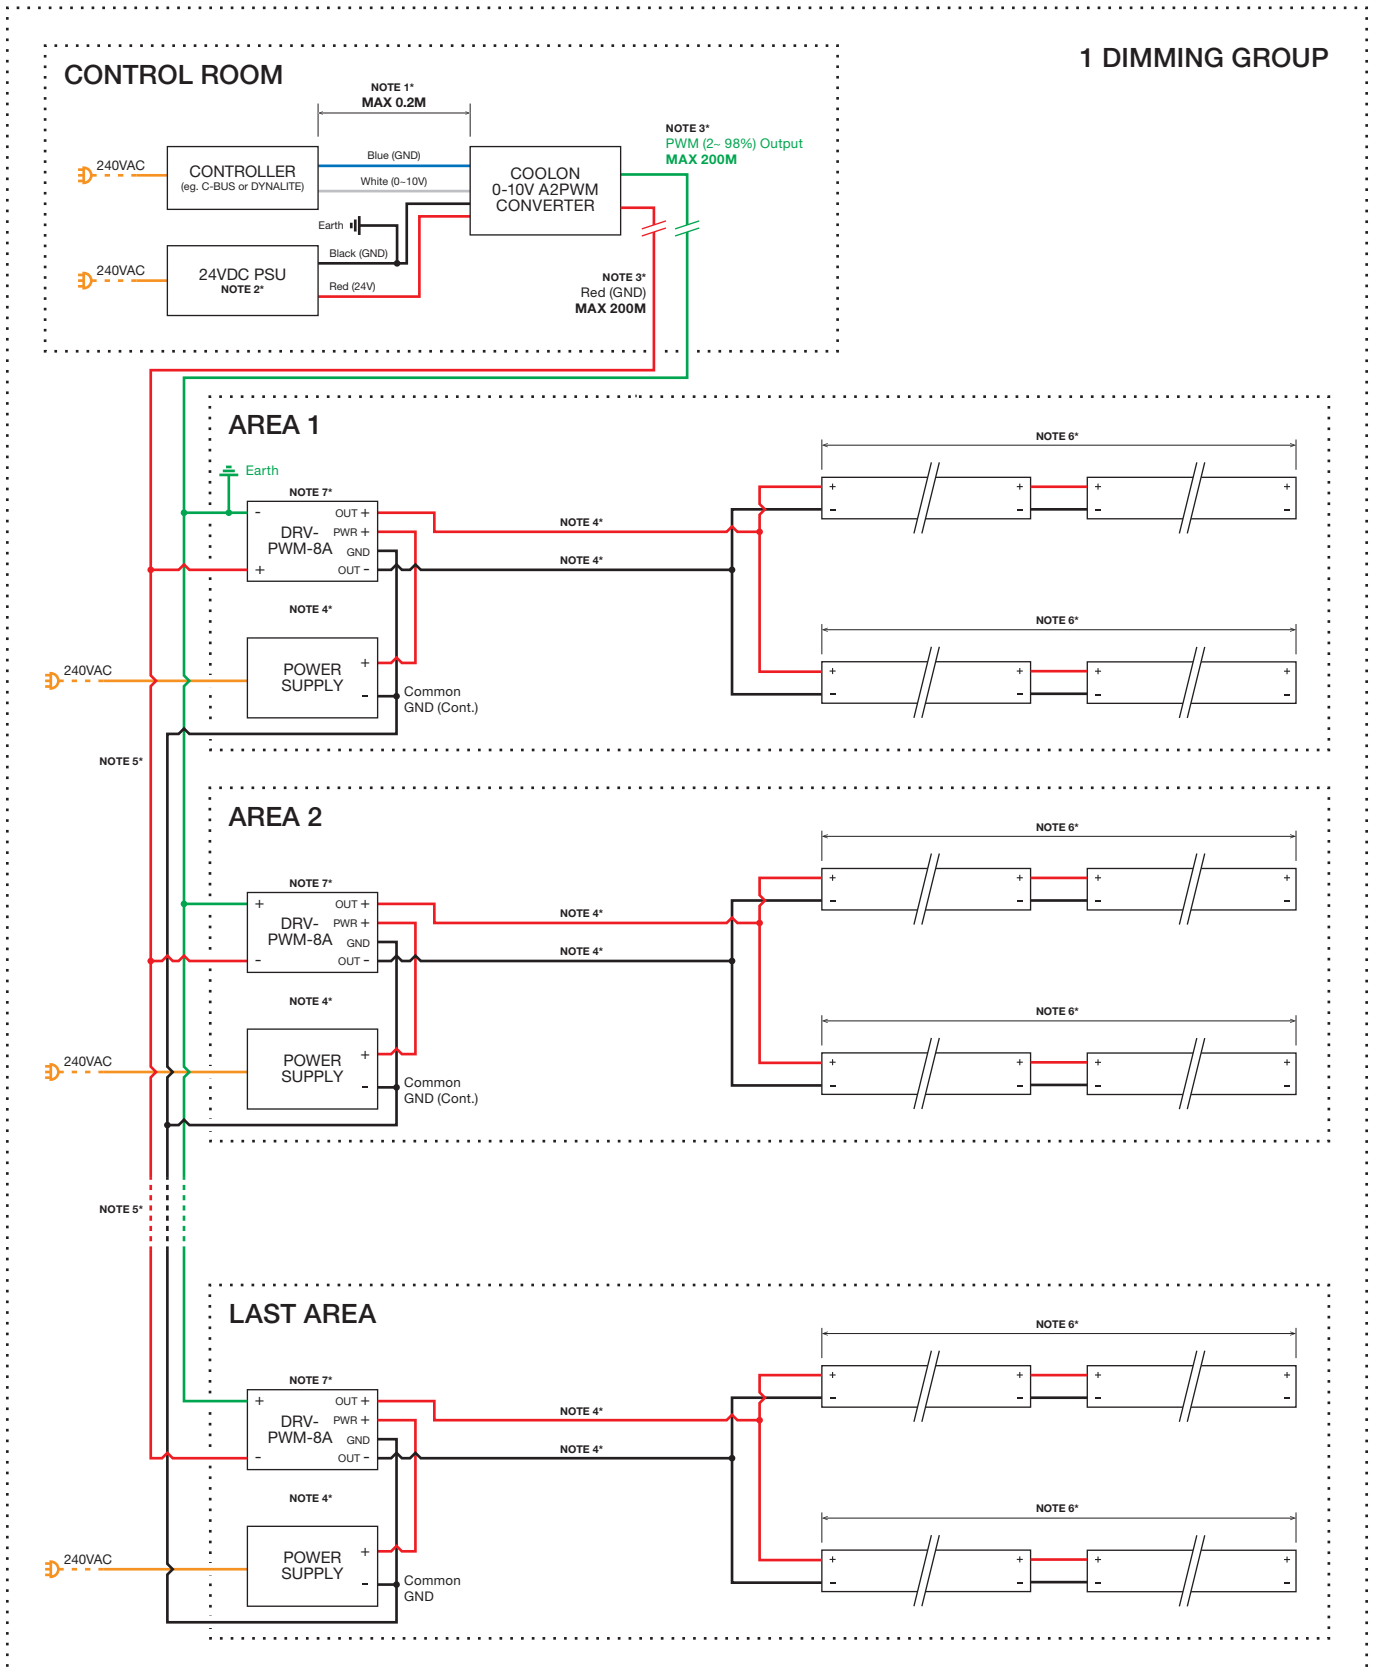 1 DIMMING GROUP
CONTROL ROOM
NOTE 1*
MAX 0.2M
240VAC
CONTROLLER
(eg. C-BUS or DYNALITE)
Blue (GND)
White (0~10V)
COOLON
0-10V A2PWM
CONVERTER
NOTE 3*
PWM (2~ 98%) Output
MAX 200M
Earth
Black (GND)
240VAC
24VDC PSU
NOTE 2*
Red (24V)
NOTE 3*
Red (GND)
MAX 200M
AREA 1
Earth
NOTE 7*
- OUT +
DRV-
PWM-8A
PWR +
GND
+ OUT -
NOTE 4*
NOTE 4*
NOTE 6*
+ + + +
- - - -
NOTE 4*
240VAC
POWER
SUPPLY
+
-
Common
GND (Cont.)
NOTE 6*
+ + + +
- - - -
NOTE 5*
AREA 2
NOTE 7*
+ OUT +
DRV-
PWM-8A
PWR +
GND
- OUT -
NOTE 4*
NOTE 4*
NOTE 6*
+ + + +
- - - -
NOTE 4*
240VAC
POWER
SUPPLY
+
-
Common
GND (Cont.)
NOTE 6*
+ + + +
- - - -
NOTE 5*
LAST AREA
NOTE 7*
+ OUT +
DRV-
PWM-8A
PWR +
GND
- OUT -
NOTE 4*
NOTE 4*
NOTE 6*
+ + + +
- - - -
NOTE 4*
240VAC
POWER
SUPPLY
+
-
Common
GND
NOTE 6*
+ + + +
- - - -